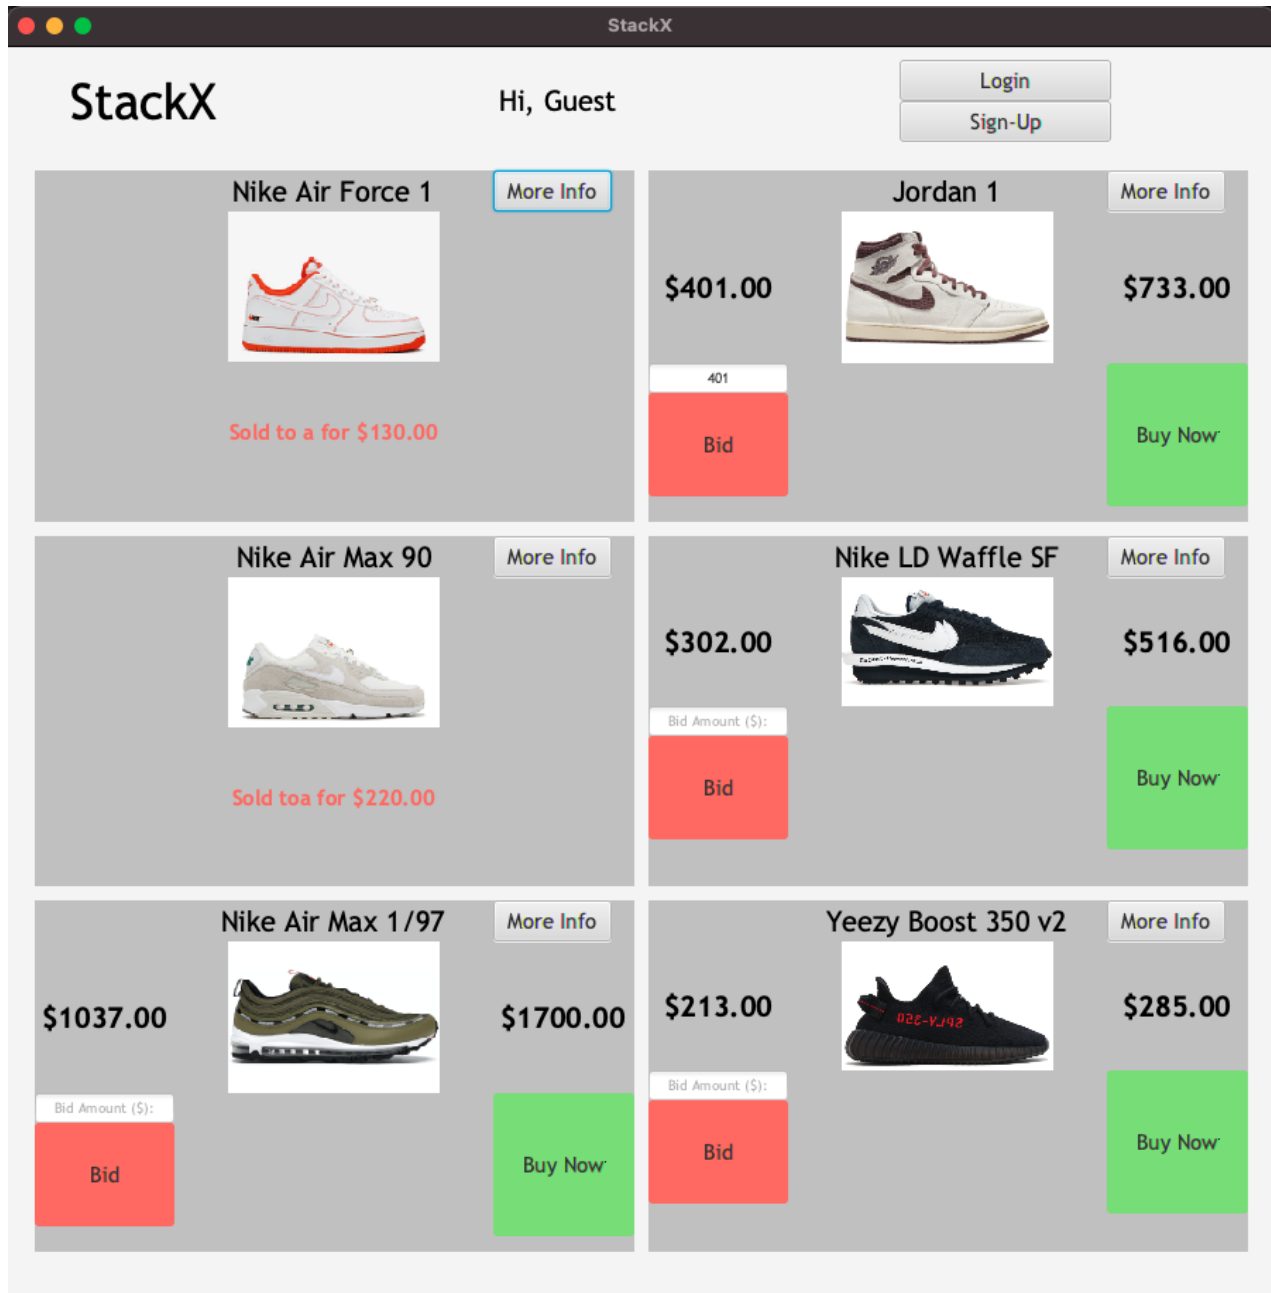 StackX
StackX
Hi, Guest
Login
Sign-Up
Nike Air Force 1
More Info
Sold to a for $130.00
Jordan 1
More Info
$401.00
$733.00
401
Bid
Buy Now
Nike Air Max 90
More Info
Sold toa for $220.00
Nike LD Waffle SF
More Info
$302.00
$516.00
Bid Amount ($):
Bid
Buy Now
Nike Air Max 1/97
More Info
$1037.00
$1700.00
Bid Amount ($):
Bid
Buy Now
Yeezy Boost 350 v2
More Info
$213.00
SPLY-350
$285.00
Bid Amount ($):
Bid
Buy Now